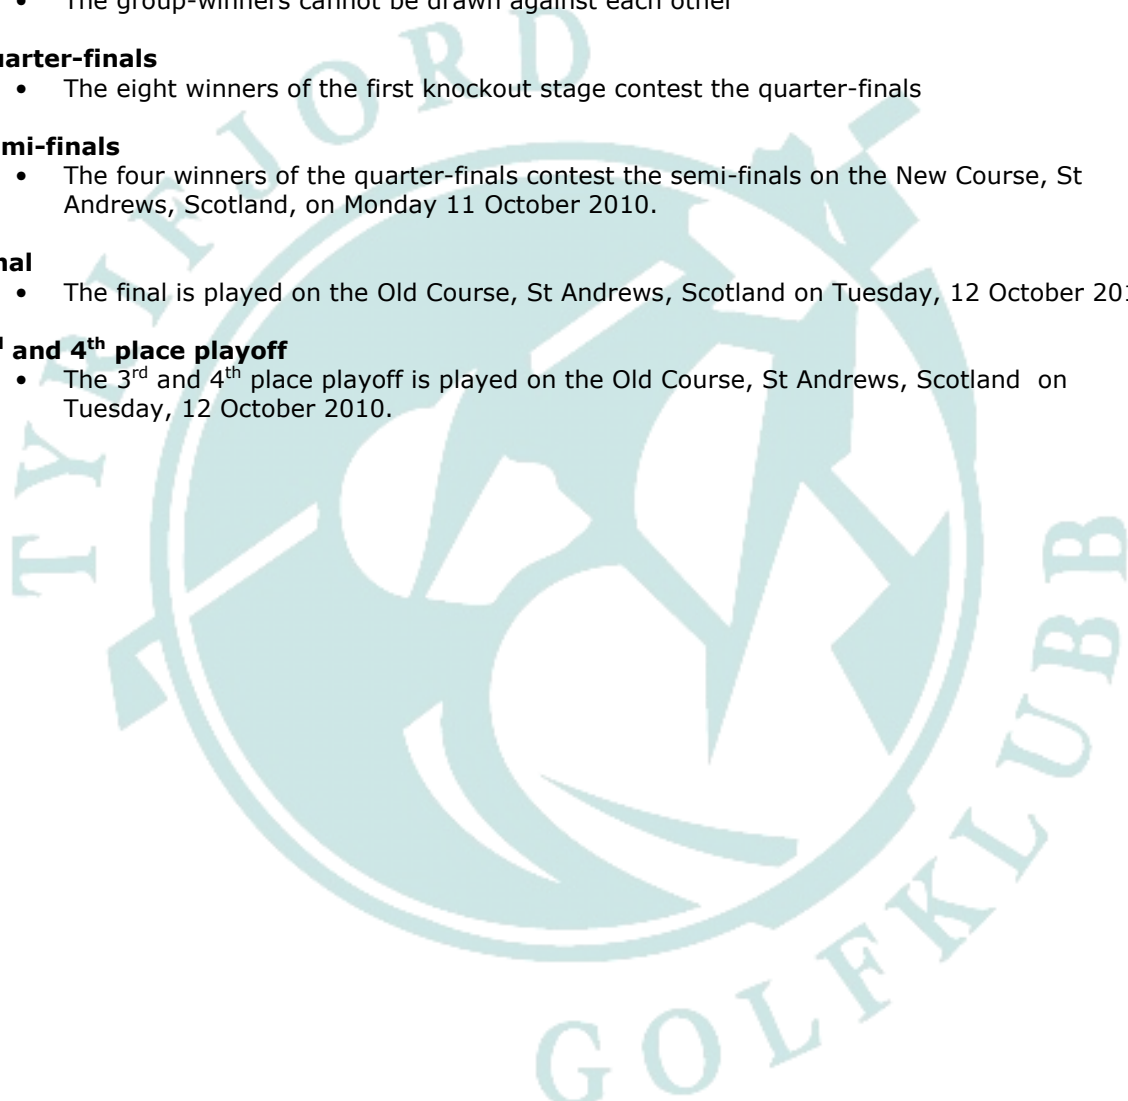 • The group-winners cannot be drawn against each other
uarter-finals
• The eight winners of the first knockout stage contest the quarter-finals
mi-finals
• The four winners of the quarter-finals contest the semi-finals on the New Course, St
Andrews, Scotland, on Monday 11 October 2010.
nal
• The final is played on the Old Course, St Andrews, Scotland on Tuesday, 12 October 201
and 4th place playoff
• The 3rd and 4th place playoff is played on the Old Course, St Andrews, Scotland on
Tuesday, 12 October 2010.
TYRIFJORD
GOLFKLUBB